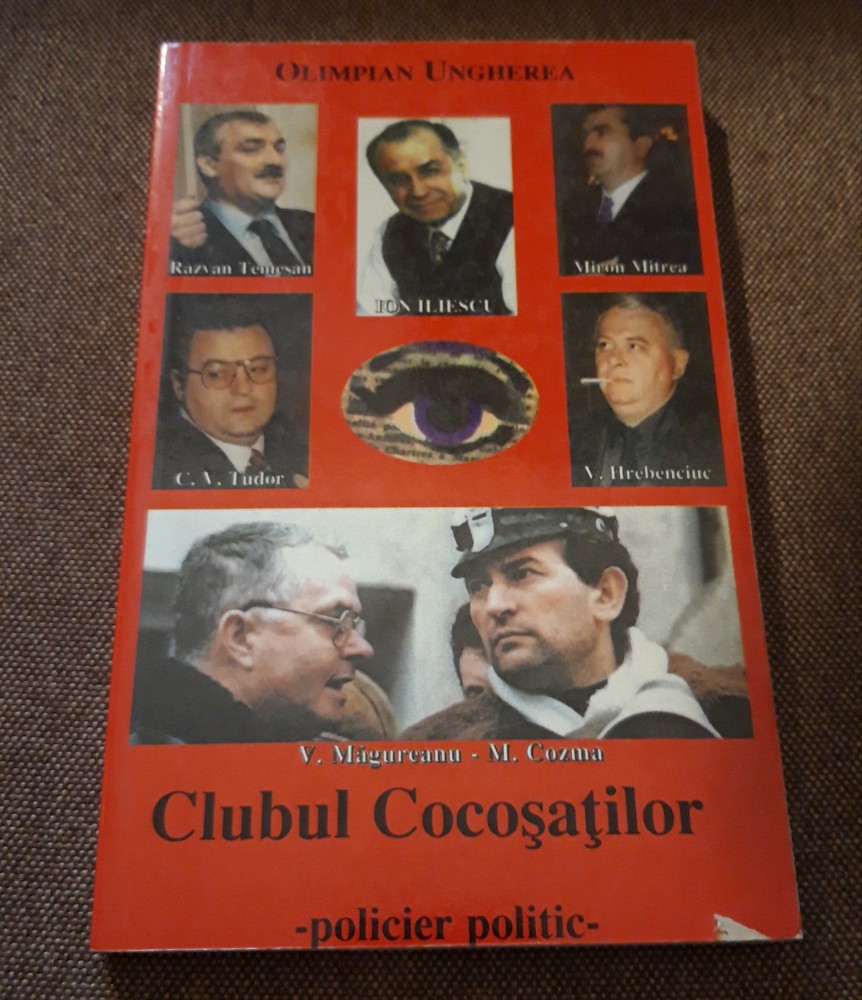 OLIMPIAN UNGHEREA
Razvan Temesan
ION ILIESCU
Miron Mitrea
C. V. Tudor
V. Hrebenciuc
V. Măgureanu - M. Cozma
Clubul Cocoşaţilor
-policier politic-